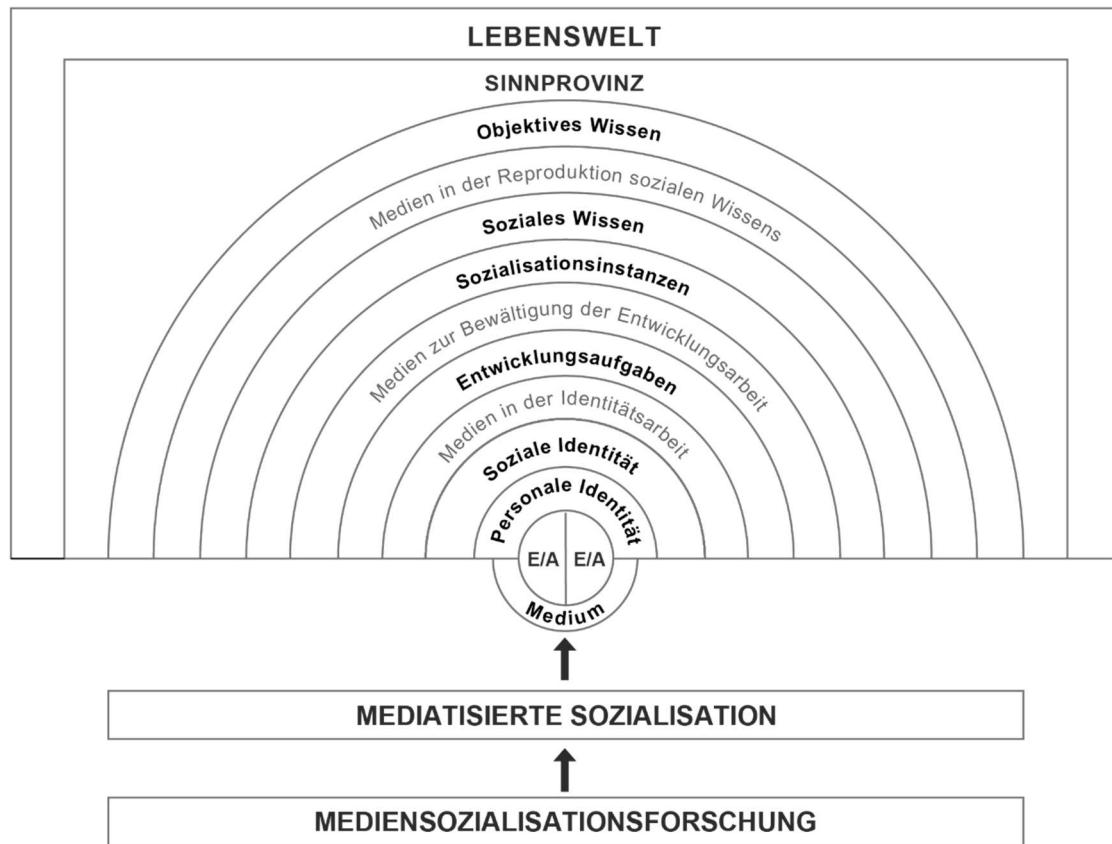 LEBENSWELT
SINNPROVINZ
Objektives Wissen
Medien in der Reproduktion sozialen Wissens
Soziales Wissen
Sozialisationsinstanzen
Medien zur Bewältigung der Entwicklungsarbeit
Entwicklungsaufgaben
Medien in der Identitätsarbeit
Soziale Identität
Personale Identität
E/A E/A
Medium
MEDIATISIERTE SOZIALISATION
MEDIENSOZIALISATIONSFORSCHUNG